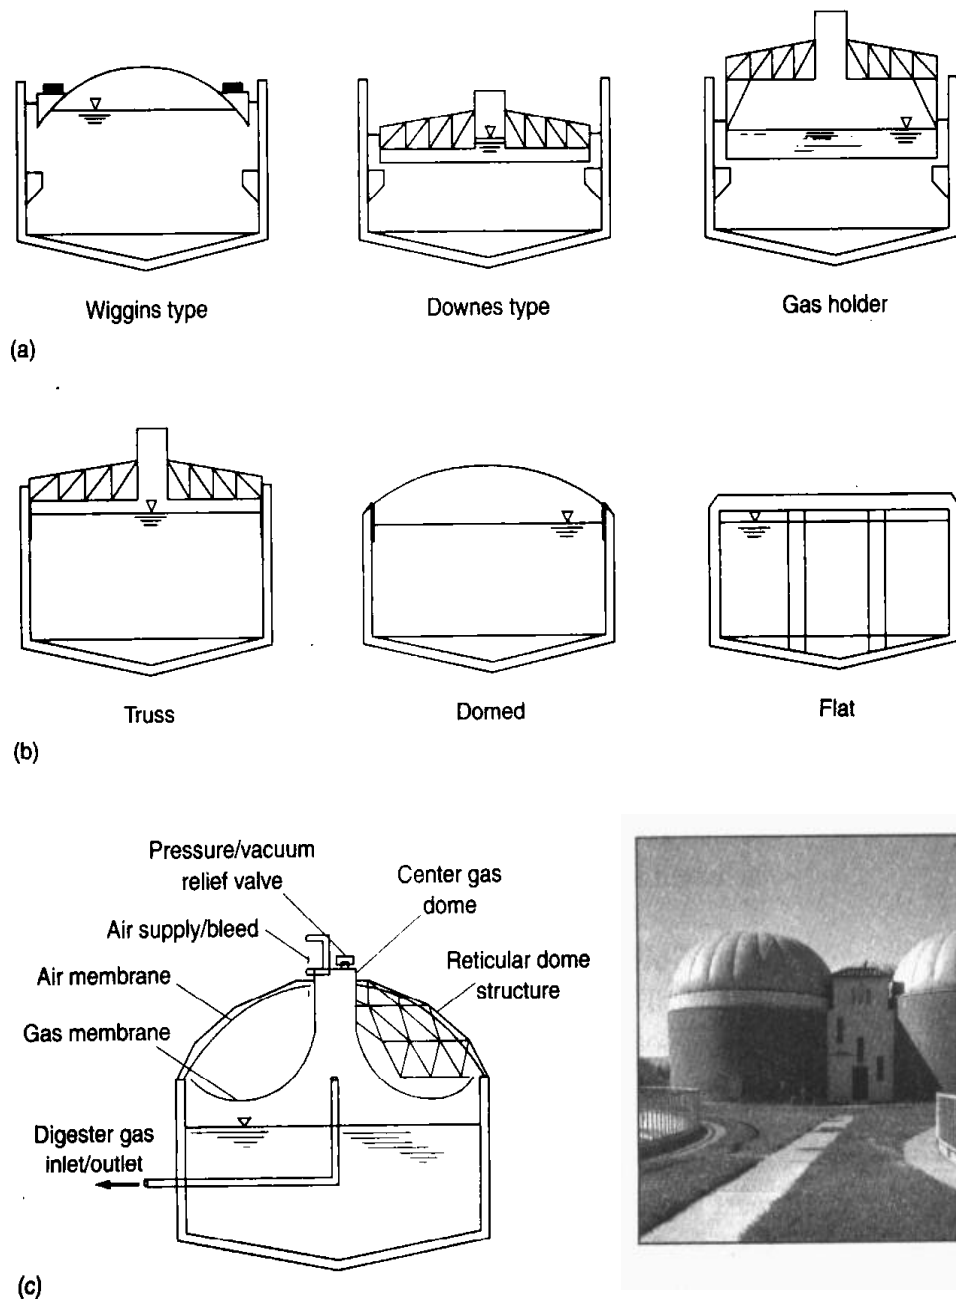 Wiggins type
Downes type
Gas holder
(a)
Truss
Domed
Flat
(b)
Pressure/vacuum
relief valve
Center gas
dome
Air supply/bleed
Air membrane
Reticular dome
structure
Gas membrane
Digester gas
inlet/outlet
(c)